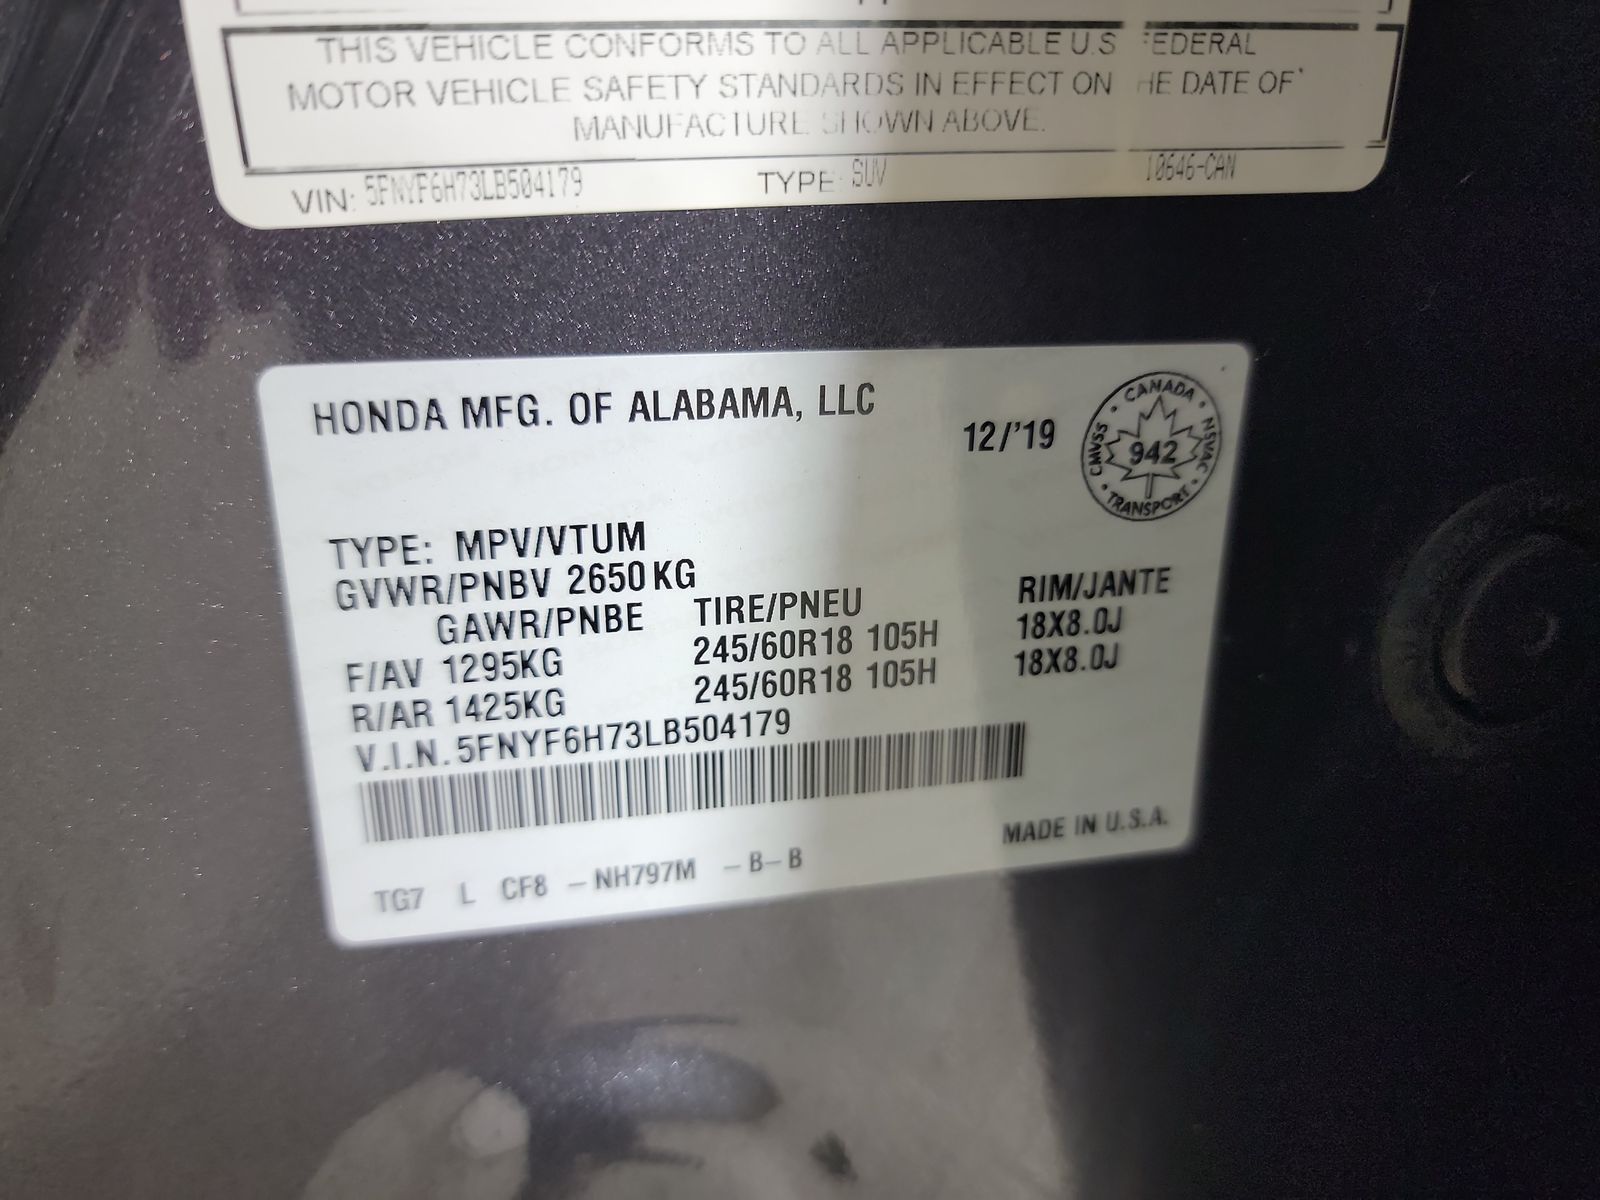 THIS VEHICLE CONFORMS TO ALL APPLICABLE U.S EDERAL
MOTOR VEHICLE SAFETY STANDARDS IN EFFECT ON HE DATE OF
MANUFACTURE SHOWN ABOVE.
VIN: 5FNYF6H73LB504179 TYPE: SUV 10646-CAN
HONDA MFG. OF ALABAMA, LLC
12/'19
CANADA
CMVSS 942 NSVAC
TRANSPORT
TYPE: MPV/VTUM
GVWR/PNBV 2650 KG
GAWR/PNBE TIRE/PNEU RIM/JANTE
F/AV 1295KG 245/60R18 105H 18X8.0J
R/AR 1425KG 245/60R18 105H 18X8.0J
V.I.N. 5FNYF6H73LB504179
MADE IN U.S.A.
TG7 L CF8 –NH797M –B–B